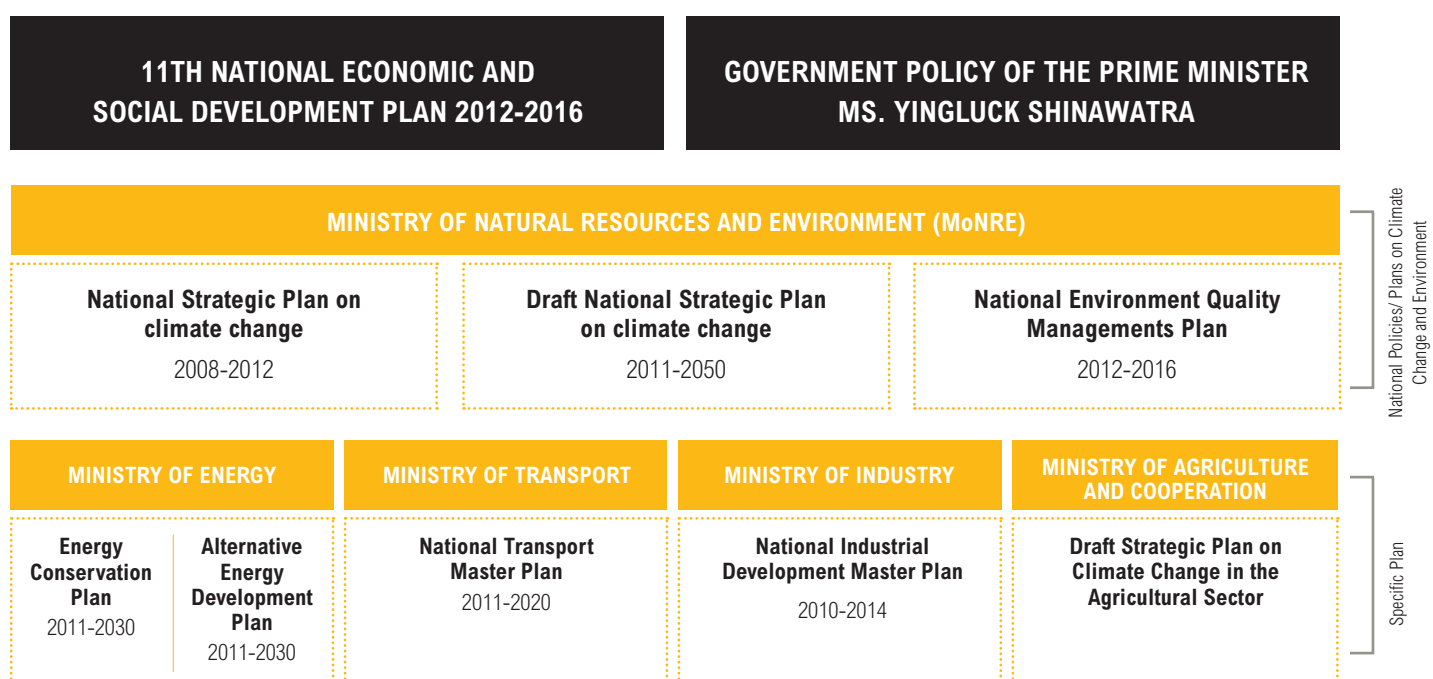 11TH NATIONAL ECONOMIC AND
SOCIAL DEVELOPMENT PLAN 2012-2016
GOVERNMENT POLICY OF THE PRIME MINISTER
MS. YINGLUCK SHINAWATRA
MINISTRY OF NATURAL RESOURCES AND ENVIRONMENT (MoNRE)
National Strategic Plan on
climate change
2008-2012
Draft National Strategic Plan
on climate change
2011-2050
National Environment Quality
Managements Plan
2012-2016
National Policies/ Plans on Climate
Change and Environment
MINISTRY OF ENERGY
Energy
Conservation
Plan
2011-2030
Alternative
Energy
Development
Plan
2011-2030
MINISTRY OF TRANSPORT
National Transport
Master Plan
2011-2020
MINISTRY OF INDUSTRY
National Industrial
Development Master Plan
2010-2014
MINISTRY OF AGRICULTURE
AND COOPERATION
Draft Strategic Plan on
Climate Change in the
Agricultural Sector
Specific Plan